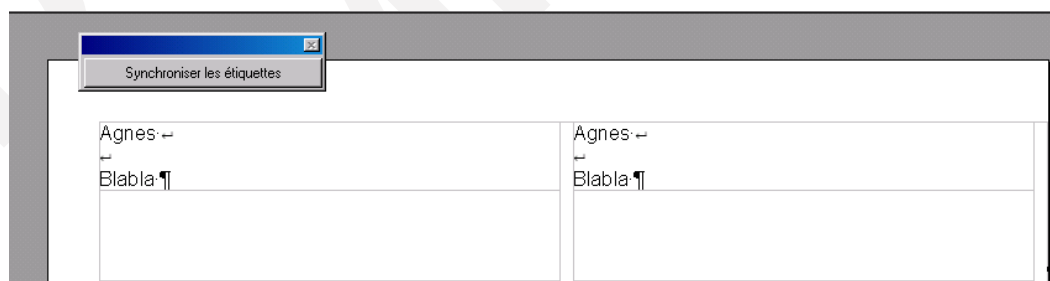 Synchroniser les étiquettes
Agnes·↵
↵
Blabla·¶
Agnes·↵
↵
Blabla·¶